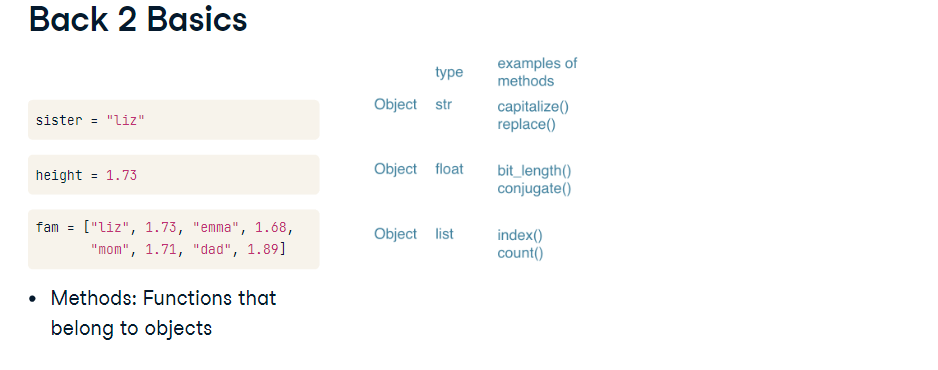 Back 2 Basics
type examples of
methods
sister = "liz"
Object str capitalize()
replace()
height = 1.73
Object float bit_length()
conjugate()
fam = ["liz", 1.73, "emma", 1.68,
"mom", 1.71, "dad", 1.89]
Object list index()
count()
• Methods: Functions that
belong to objects